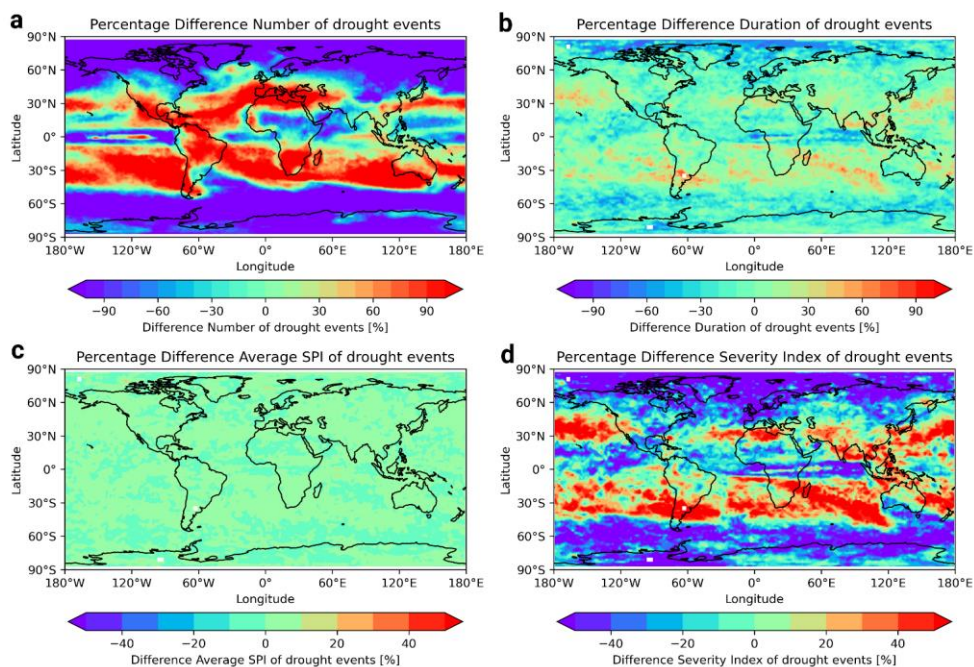 a
Percentage Difference Number of drought events
90°N
60°N
30°N
0°
30°S
60°S
90°S
Latitude
180°W 120°W 60°W 0° 60°E 120°E 180°E
Longitude
−90 −60 −30 0 30 60 90
Difference Number of drought events [%]
b
Percentage Difference Duration of drought events
90°N
60°N
30°N
0°
30°S
60°S
90°S
Latitude
180°W 120°W 60°W 0° 60°E 120°E 180°E
Longitude
−90 −60 −30 0 30 60 90
Difference Duration of drought events [%]
c
Percentage Difference Average SPI of drought events
90°N
60°N
30°N
0°
30°S
60°S
90°S
Latitude
180°W 120°W 60°W 0° 60°E 120°E 180°E
Longitude
−40 −20 0 20 40
Difference Average SPI of drought events [%]
d
Percentage Difference Severity Index of drought events
90°N
60°N
30°N
0°
30°S
60°S
90°S
Latitude
180°W 120°W 60°W 0° 60°E 120°E 180°E
Longitude
−40 −20 0 20 40
Difference Severity Index of drought events [%]